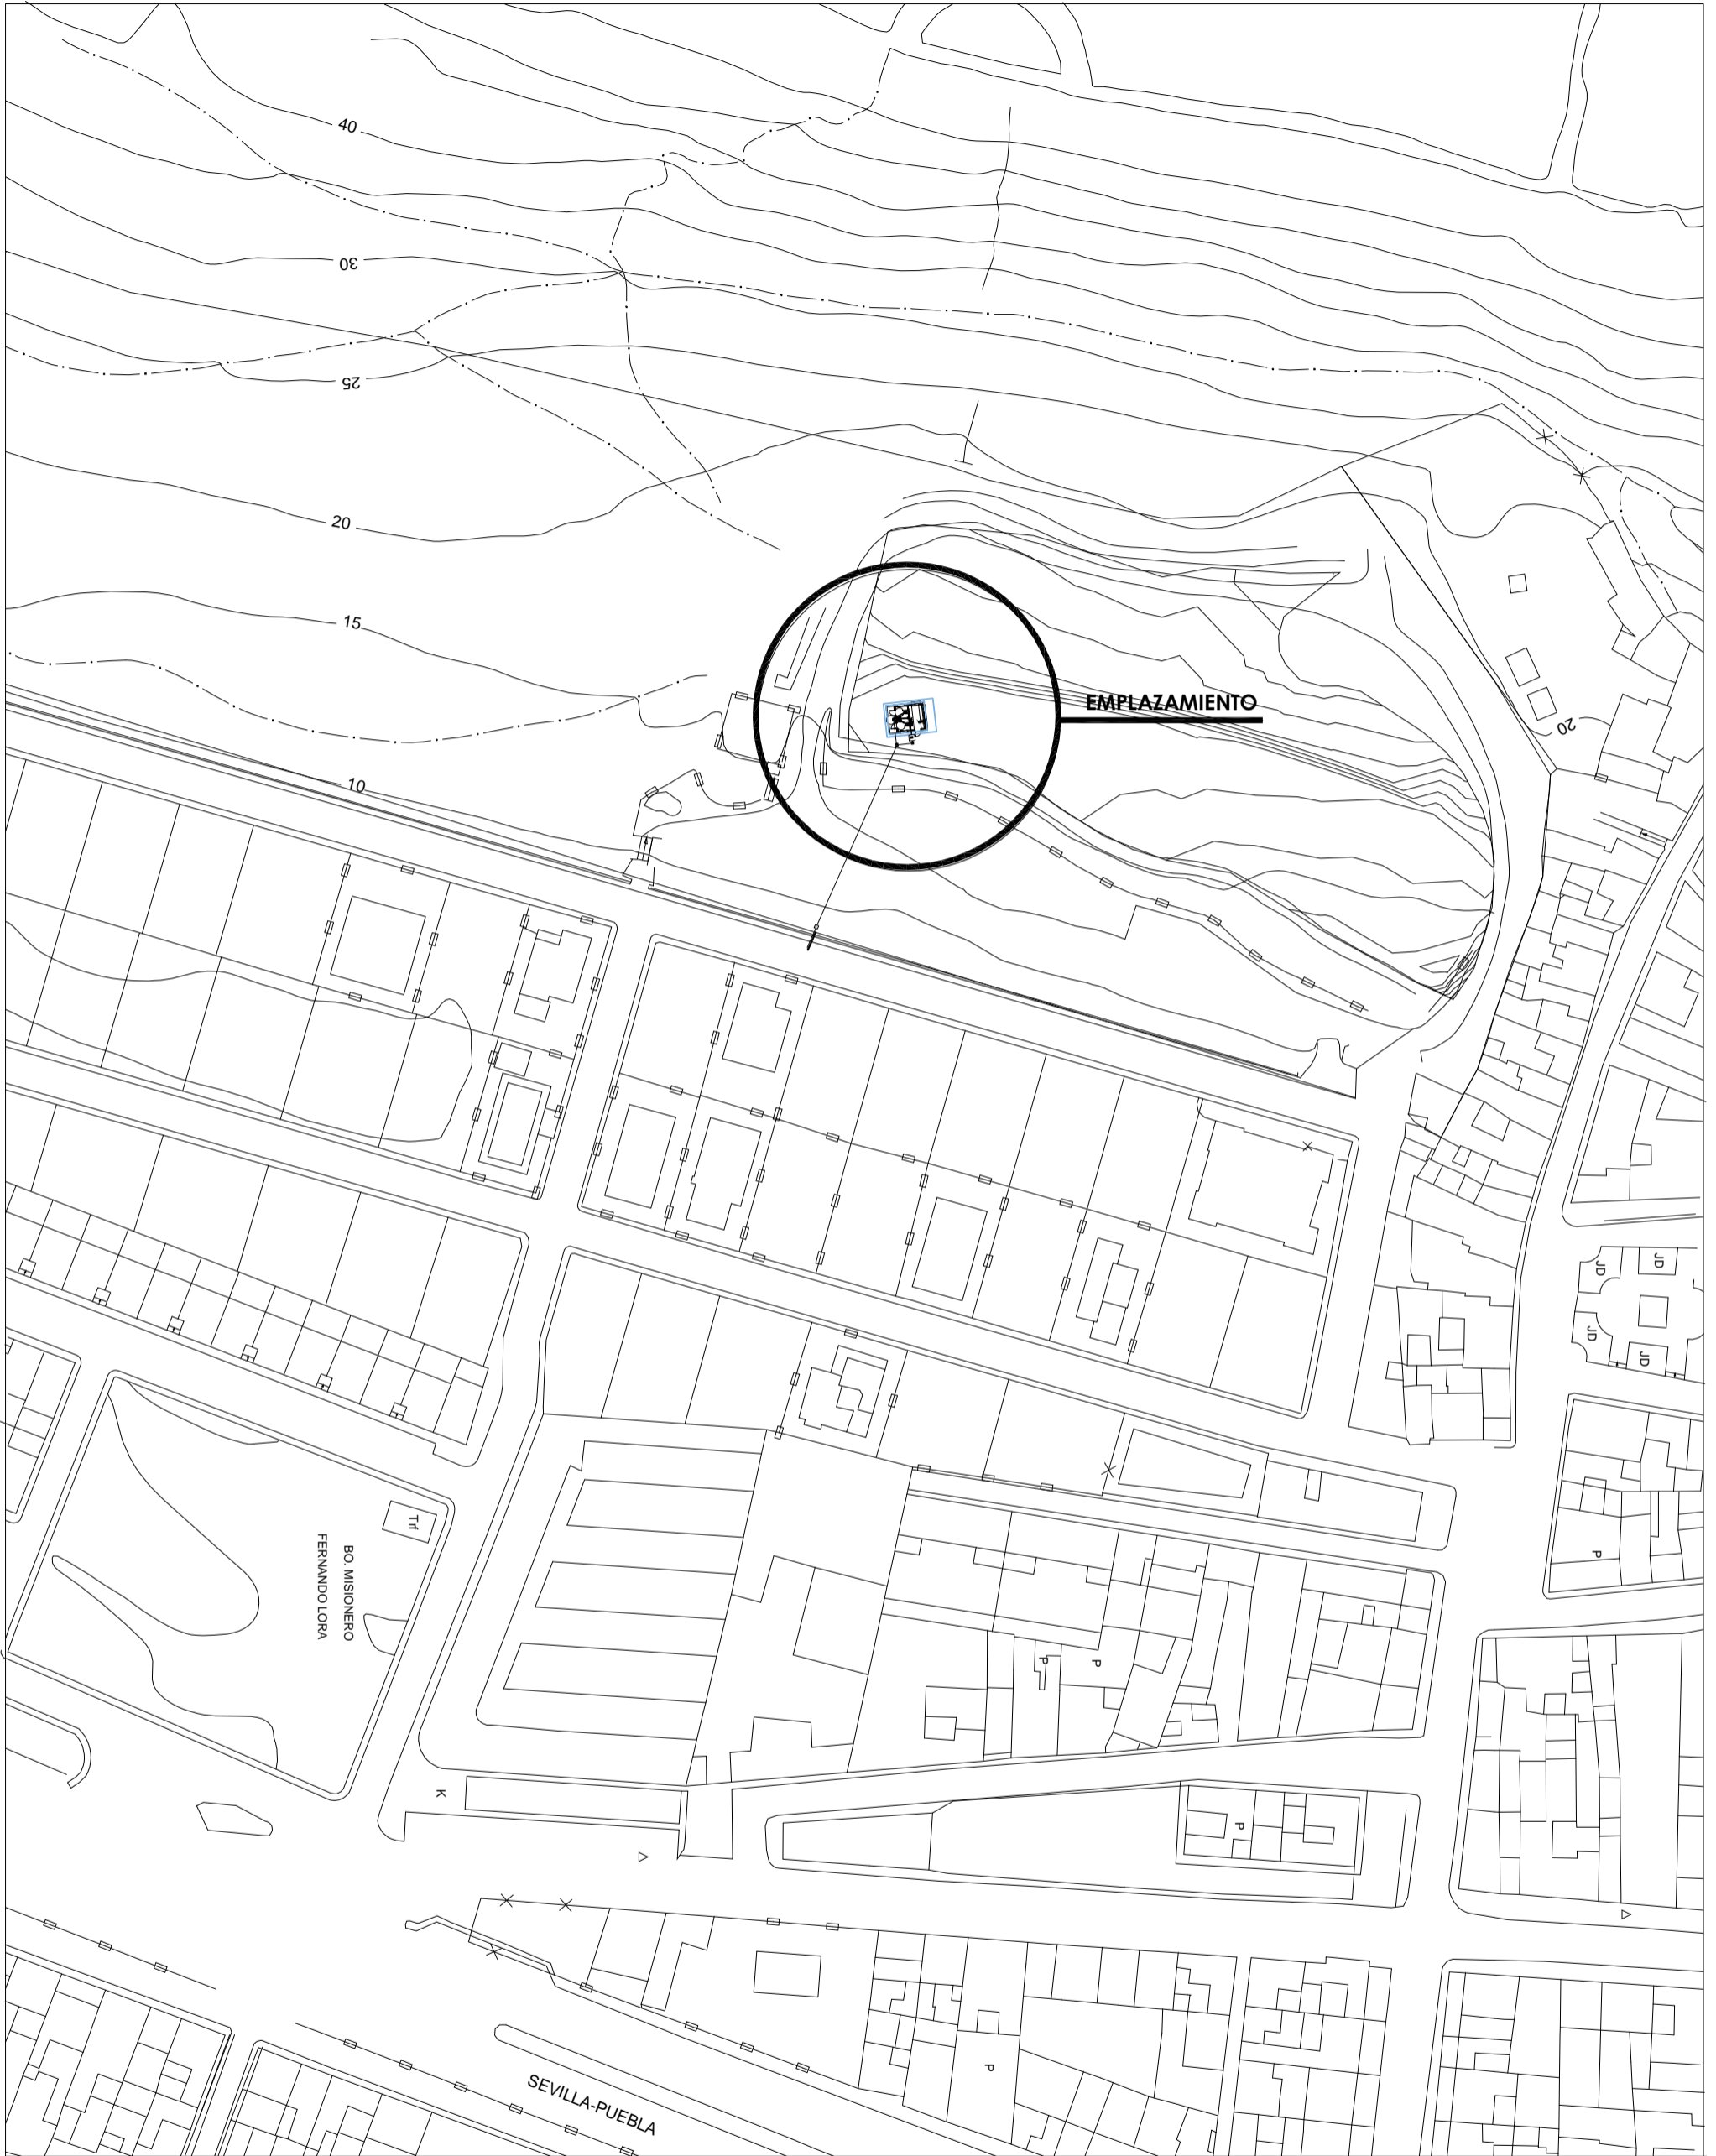 40
30
25
20
15
EMPLAZAMIENTO
20
10
JD
JD
JD
JD
Trf
BO. MISIONERO
FERNANDO LORA
P
P
P
K
P
P
SEVILLA-PUEBLA